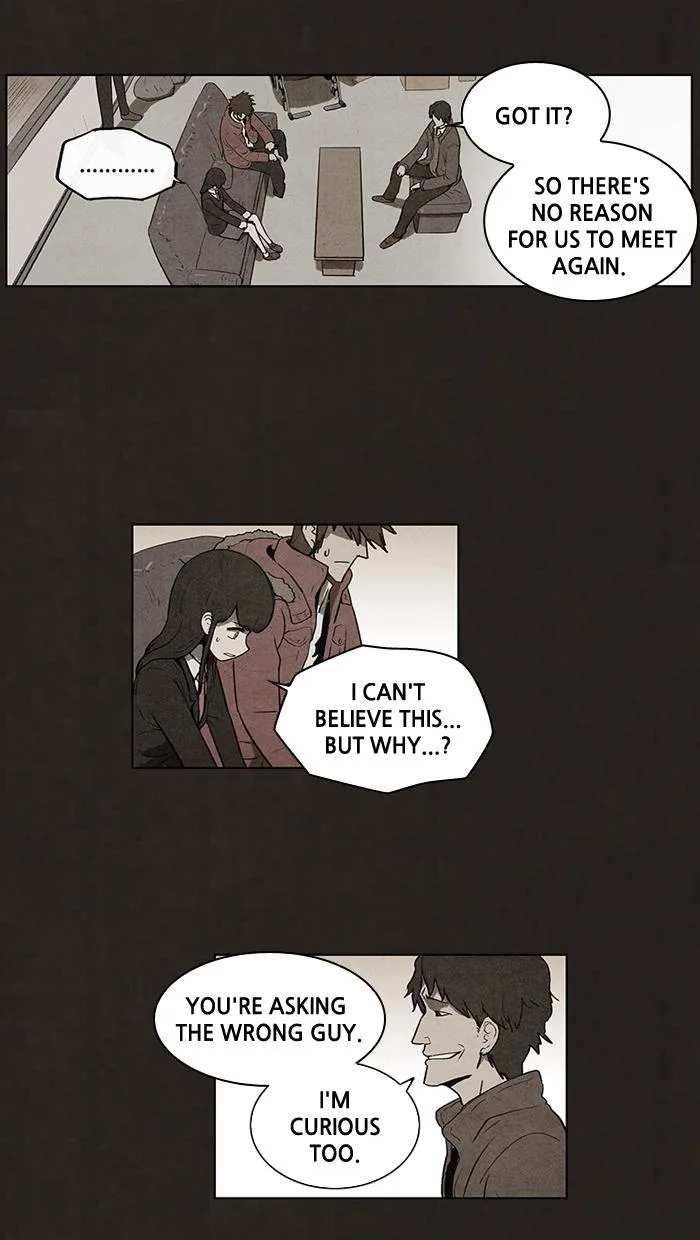 ............
GOT IT?
SO THERE'S
NO REASON
FOR US TO MEET
AGAIN.
I CAN'T
BELIEVE THIS...
BUT WHY...?
YOU'RE ASKING
THE WRONG GUY.
I'M
CURIOUS
TOO.